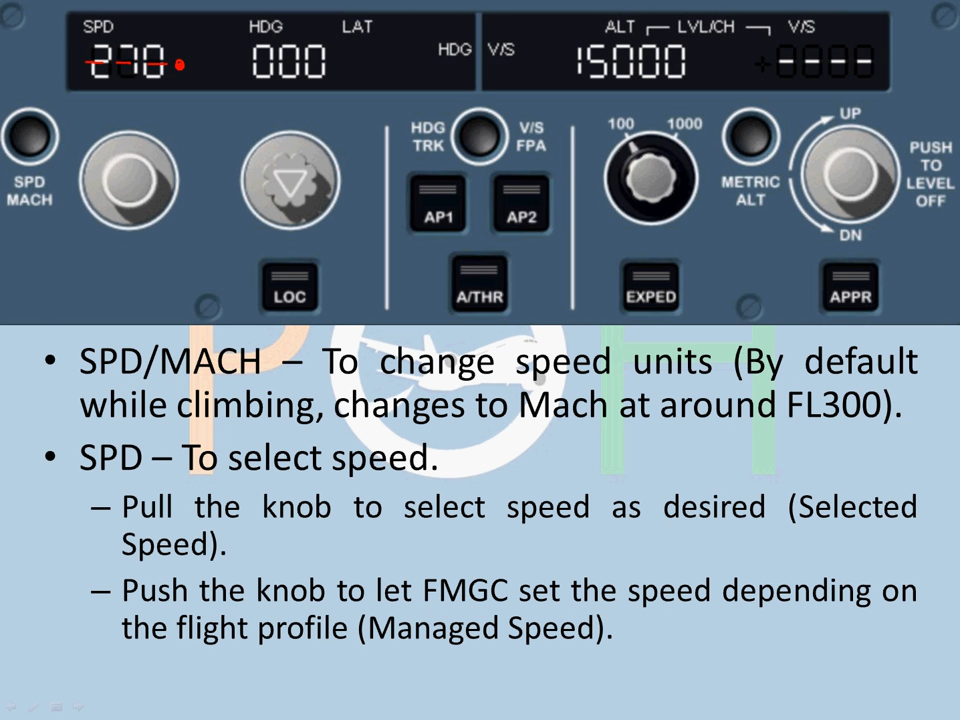 SPD HDG LAT ALT LVL/CH V/S
270 000 HDG V/S 15000 ----
HDG TRK V/S FPA 100 1000 UP
SPD MACH METRIC ALT PUSH TO LEVEL OFF
AP1 AP2 DN
LOC A/THR EXPED APPR
• SPD/MACH – To change speed units (By default
while climbing, changes to Mach at around FL300).
• SPD – To select speed.
– Pull the knob to select speed as desired (Selected
Speed).
– Push the knob to let FMGC set the speed depending on
the flight profile (Managed Speed).